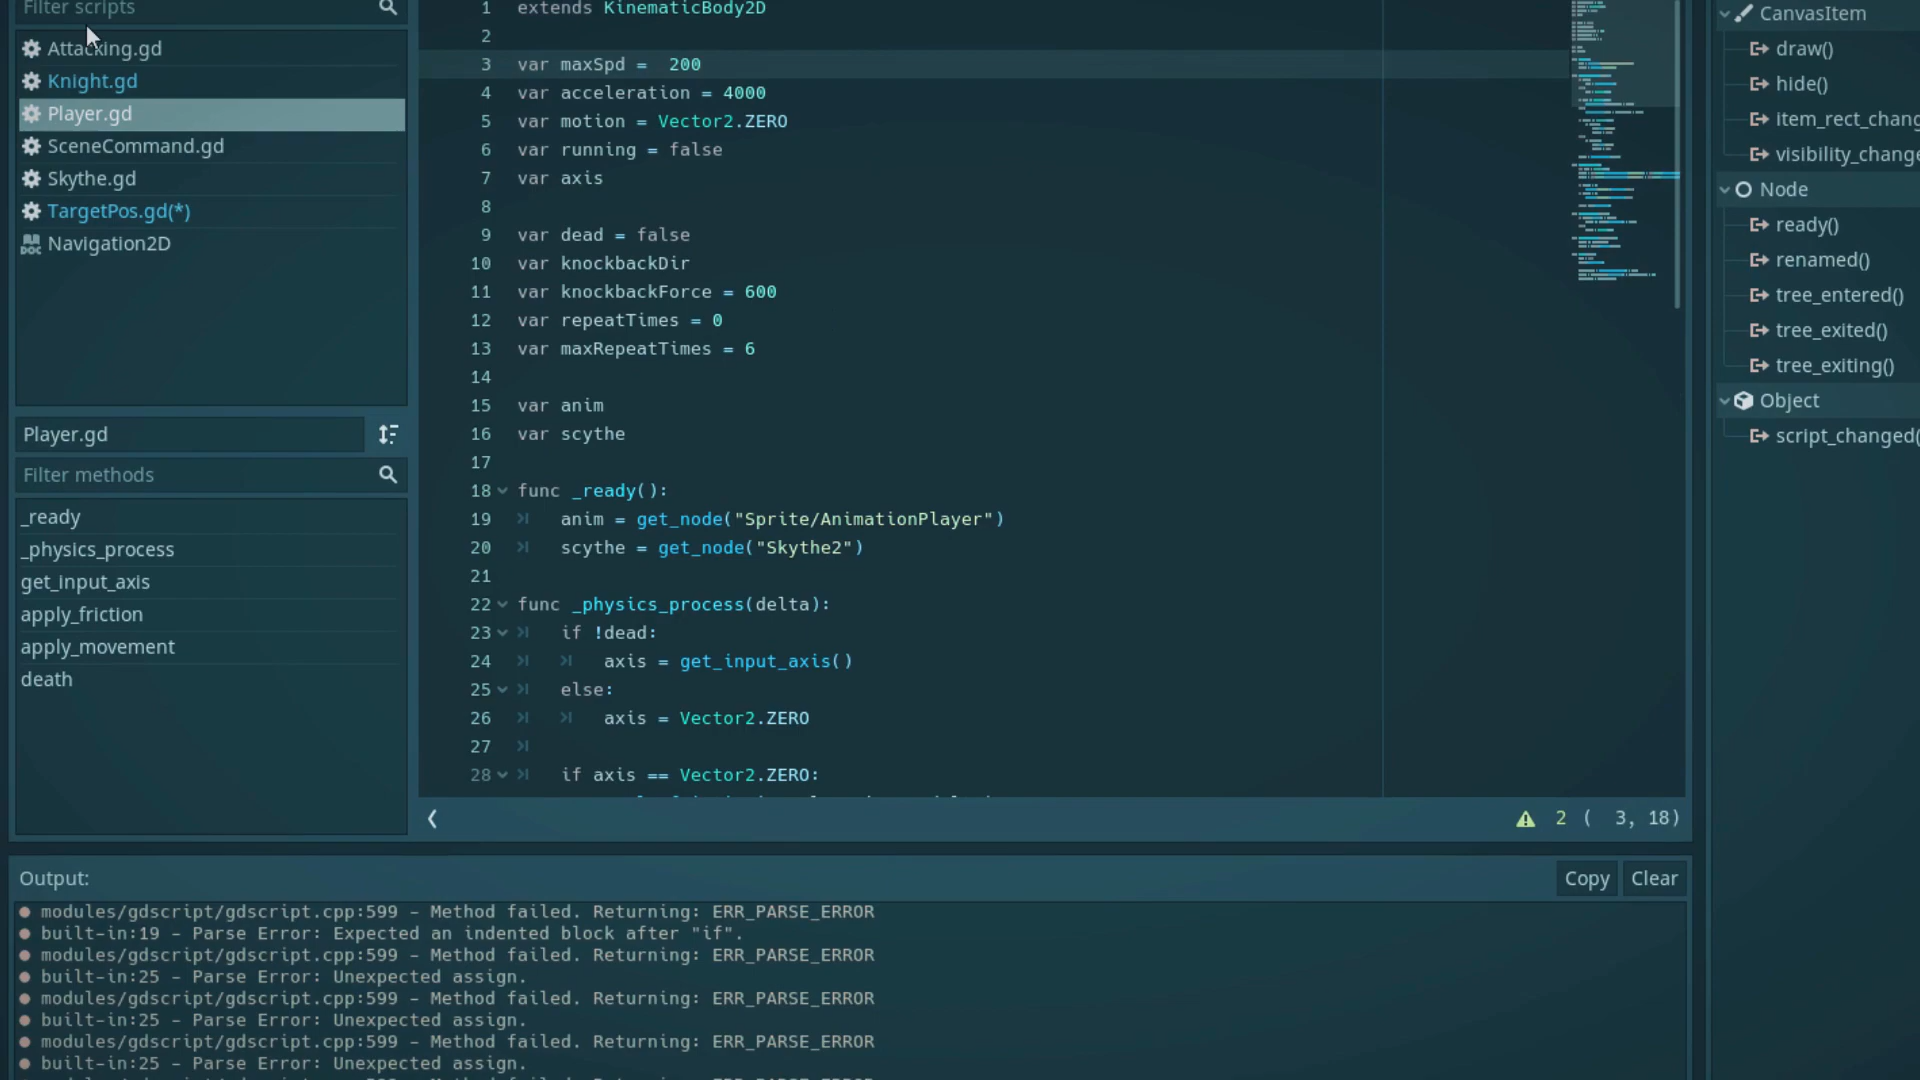 Filter scripts
Attacking.gd
Knight.gd
Player.gd
SceneCommand.gd
Skythe.gd
TargetPos.gd(*)
Navigation2D
Player.gd
Filter methods
_ready
_physics_process
get_input_axis
apply_friction
apply_movement
death
1 extends KinematicBody2D
2
3 var maxSpd =  200
4 var acceleration = 4000
5 var motion = Vector2.ZERO
6 var running = false
7 var axis
8
9 var dead = false
10 var knockbackDir
11 var knockbackForce = 600
12 var repeatTimes = 0
13 var maxRepeatTimes = 6
14
15 var anim
16 var scythe
17
18 func _ready():
19 anim = get_node("Sprite/AnimationPlayer")
20 scythe = get_node("Skythe2")
21
22 func _physics_process(delta):
23 if !dead:
24 axis = get_input_axis()
25 else:
26 axis = Vector2.ZERO
27
28 if axis == Vector2.ZERO:
2 ( 3, 18)
CanvasItem
draw()
hide()
item_rect_chang
visibility_change
Node
ready()
renamed()
tree_entered()
tree_exited()
tree_exiting()
Object
script_changed(
Output:
Copy Clear
modules/gdscript/gdscript.cpp:599 - Method failed. Returning: ERR_PARSE_ERROR
built-in:19 - Parse Error: Expected an indented block after "if".
modules/gdscript/gdscript.cpp:599 - Method failed. Returning: ERR_PARSE_ERROR
built-in:25 - Parse Error: Unexpected assign.
modules/gdscript/gdscript.cpp:599 - Method failed. Returning: ERR_PARSE_ERROR
built-in:25 - Parse Error: Unexpected assign.
modules/gdscript/gdscript.cpp:599 - Method failed. Returning: ERR_PARSE_ERROR
built-in:25 - Parse Error: Unexpected assign.